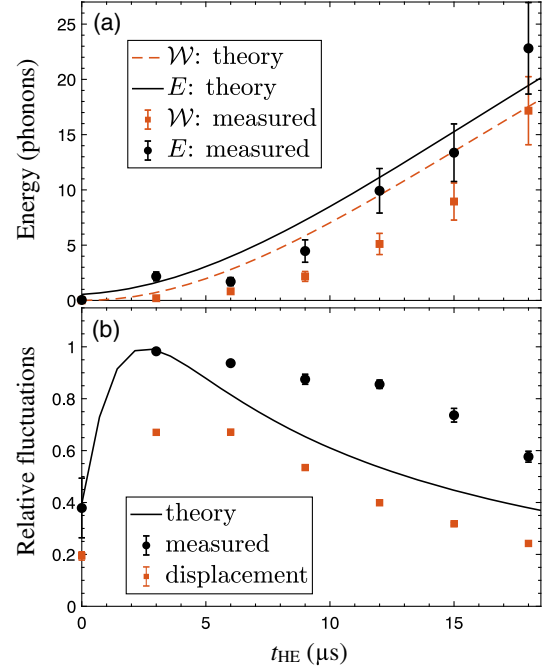 (a)
𝒲: theory
E: theory
𝒲: measured
E: measured
Energy (phonons)
25
20
15
10
5
0
(b)
Relative fluctuations
1
0.8
0.6
0.4
0.2
0
theory
measured
displacement
0 5 10 15
t_HE (μs)